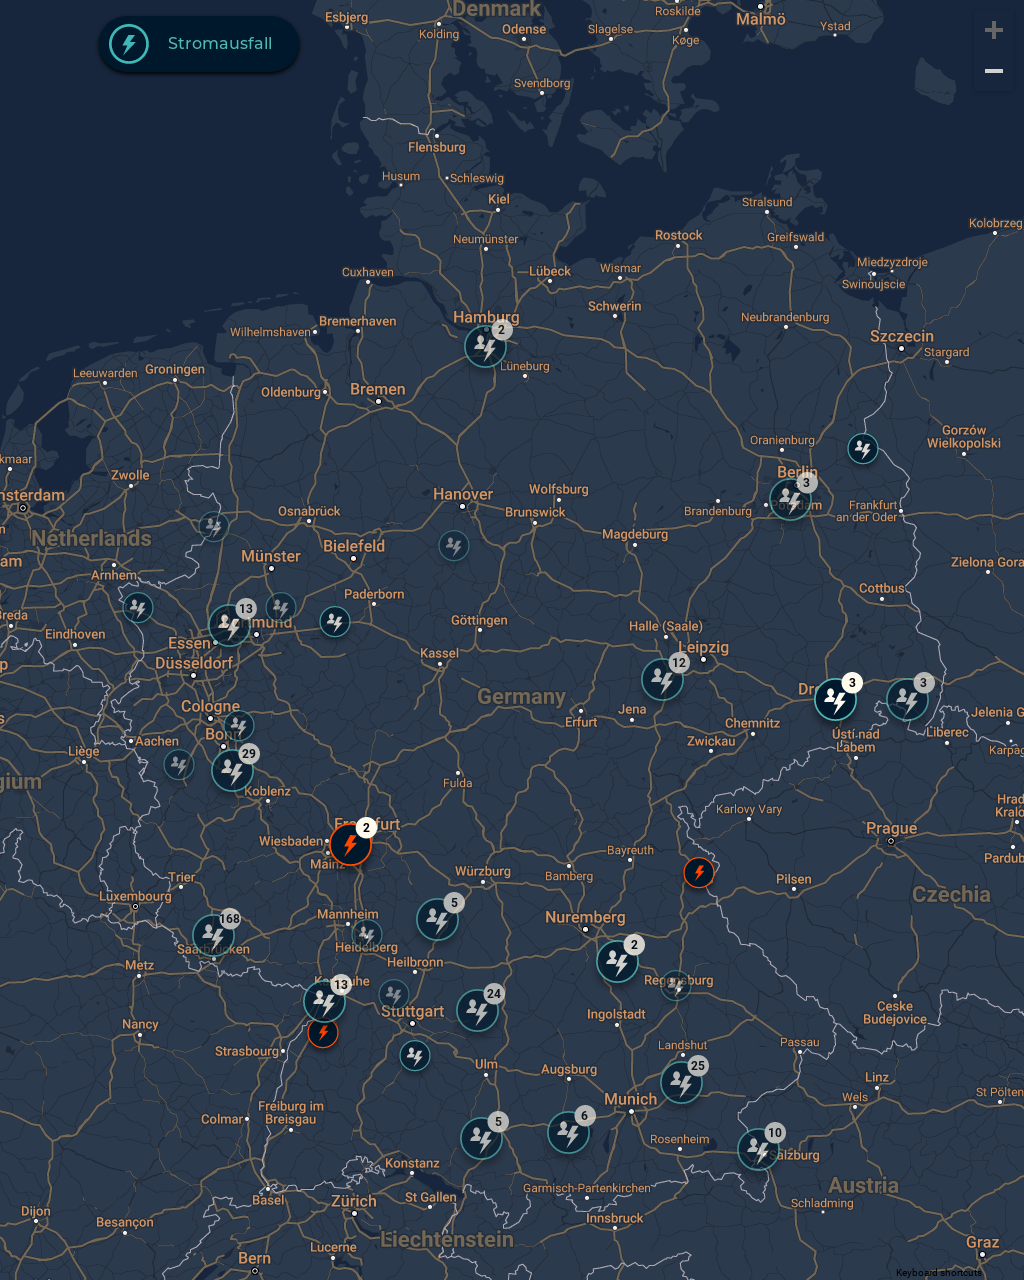 Denmark
Esbjerg
Kolding
Odense
Slagelse
Roskilde
Køge
Malmö
Ystad
Stromausfall
Svendborg
Flensburg
Husum
Schleswig
Kiel
Stralsund
Neumünster
Rostock
Greifswald
Kolobrzeg
Cuxhaven
Lübeck
Wismar
Miedzyzdroje
Swinoujscie
Schwerin
Hamburg
2
Bremerhaven
Wilhelmshaven
Neubrandenburg
Szczecin
Stargard
Leeuwarden
Groningen
Lüneburg
Oldenburg
Bremen
Gorzów
Wielkopolski
Oranienburg
kmaar
Zwolle
Berlin
3
nsterdam
Hanover
Wolfsburg
Osnabrück
Brunswick
Brandenburg
Potsdam
Frankfurt
an der Oder
Netherlands
Magdeburg
Münster
Bielefeld
am
Arnhem
Zielona Gora
Cottbus
Paderborn
13
mund
Breda
Eindhoven
Göttingen
Halle (Saale)
Essen
Leipzig
Düsseldorf
Kassel
12
p
Germany
Dr
3
3
Cologne
Jena
Erfurt
Chemnitz
Jelenia G
s
Bonn
Zwickau
Ústí nad
Labem
Liberec
Aachen
Liège
29
Karpac
gium
Koblenz
Fulda
Hrad
Kralo
Karlovy Vary
Frankfurt
2
Prague
Wiesbaden
Mainz
Bayreuth
Pardub
Trier
Würzburg
Bamberg
Pilsen
Luxembourg
Czechia
5
168
Mannheim
Nuremberg
Saarbrücken
Heidelberg
2
Metz
Heilbronn
Karlsruhe
13
Regensburg
24
Stuttgart
Ceske
Budejovice
Nancy
Ingolstadt
Strasbourg
Landshut
Passau
Ulm
Augsburg
25
Linz
St Pölten
Wels
Munich
Colmar
Freiburg im
Breisgau
5
6
10
Rosenheim
Salzburg
Konstanz
Garmisch-Partenkirchen
Austria
Basel
Zürich
St Gallen
Schladming
Dijon
Besançon
Innsbruck
Liechtenstein
Lucerne
Bern
Graz
Keyboard shortcuts